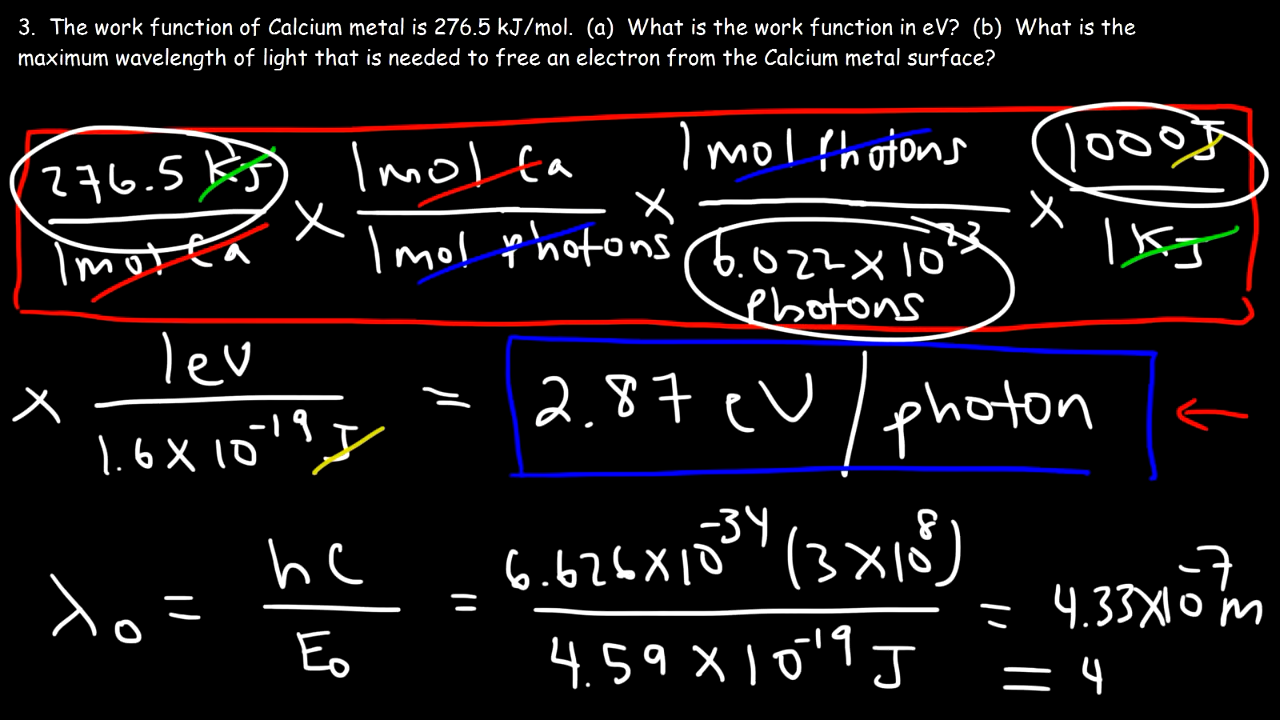 3. The work function of Calcium metal is 276.5 kJ/mol. (a) What is the work function in eV? (b) What is the
maximum wavelength of light that is needed to free an electron from the Calcium metal surface?
276.5 KJ / 1 mol Ca × 1 mol Ca / 1 mol photons × 1 mol Photons / 6.022 × 10^23 Photons × 1000 J / 1 KJ
× 1 eV / 1.6 × 10^-19 J = 2.87 eV / photon ←
λ₀ = hC / E₀ = 6.626 × 10^-34 (3 × 10^8) / 4.59 × 10^-19 J = 4.33 × 10^-7 m
= 4